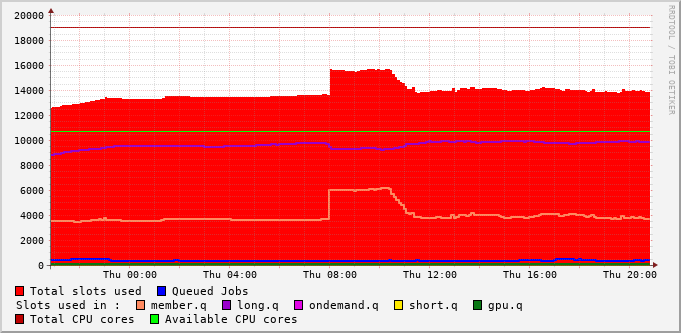 20000
18000
16000
14000
12000
10000
8000
6000
4000
2000
0
Thu 00:00 Thu 04:00 Thu 08:00 Thu 12:00 Thu 16:00 Thu 20:00
Total slots used Queued Jobs
Slots used in : member.q long.q ondemand.q short.q gpu.q
Total CPU cores Available CPU cores
RRDTOOL / TOBI OETIKER